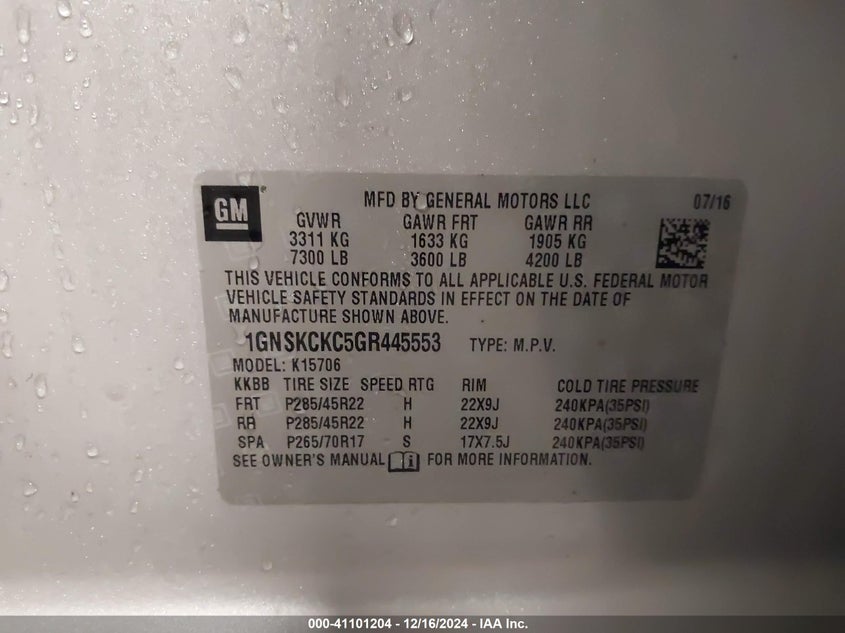 GM ®
MFD BY GENERAL MOTORS LLC 07/16
GVWR GAWR FRT GAWR RR
3311 KG 1633 KG 1905 KG
7300 LB 3600 LB 4200 LB
THIS VEHICLE CONFORMS TO ALL APPLICABLE U.S. FEDERAL MOTOR
VEHICLE SAFETY STANDARDS IN EFFECT ON THE DATE OF
MANUFACTURE SHOWN ABOVE.
1GNSKCKC5GR445553 TYPE: M.P.V.
MODEL: K15706
KKBB TIRE SIZE SPEED RTG RIM COLD TIRE PRESSURE
FRT P285/45R22 H 22X9J 240KPA(35PSI)
RR P285/45R22 H 22X9J 240KPA(35PSI)
SPA P265/70R17 S 17X7.5J 240KPA(35PSI)
SEE OWNER'S MANUAL FOR MORE INFORMATION.
000-41101204 - 12/16/2024 - IAA Inc.